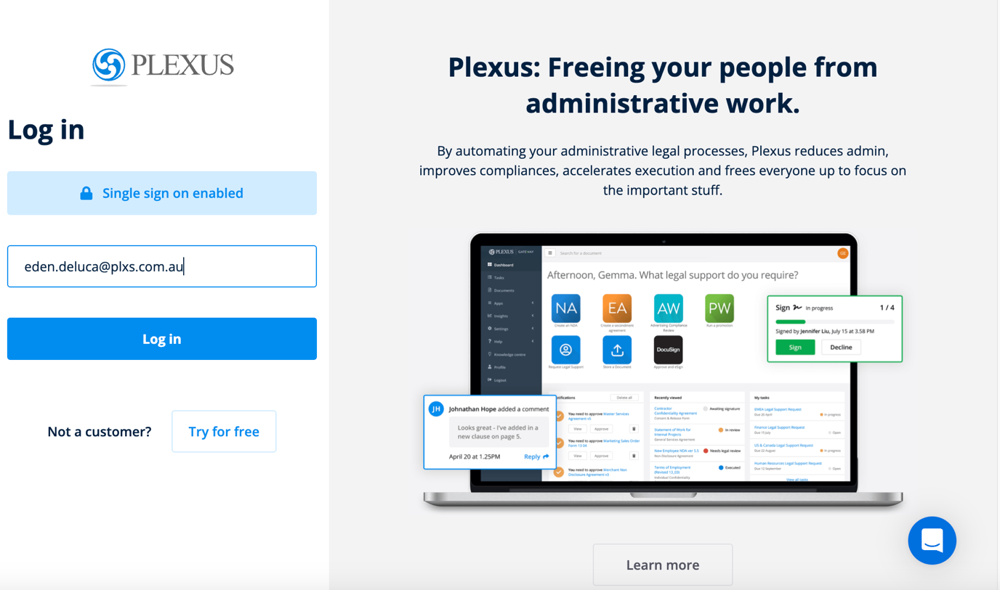 PLEXUS
Log in
Single sign on enabled
eden.deluca@plxs.com.au
Log in
Not a customer?
Try for free
Plexus: Freeing your people from
administrative work.
By automating your administrative legal processes, Plexus reduces admin,
improves compliances, accelerates execution and frees everyone up to focus on
the important stuff.
PLEXUS | GATEWAY
Search for a document
GE
Dashboard
Tasks
Documents
Apps
Insights
Settings
Help
Knowledge centre
Profile
Logout
Afternoon, Gemma. What legal support do you require?
NA
EA
AW
PW
Create an NDA
Create a secondment
agreement
Advertising Compliance
Review
Run a promotion
DocuSign
Request Legal Support
Store a Document
Approve and eSign
Sign In progress 1 / 4
Signed by Jennifer Liu, July 15 at 3.58 PM
Sign
Decline
JH
Johnathan Hope added a comment
Looks great - I've added in a
new clause on page 5.
April 20 at 1.25PM
Reply
tifications
Delete all
You need to approve Master Services
Agreement v3
View
Approve
You need to approve Marketing Sales Order
Form 13 04
View
Approve
You need to approve Merchant Non
Disclosure Agreement v3
Recently viewed
Contractor
Confidentiality Agreement
Consent & Release Form
Awaiting signature
Statement of Work for
Internal Projects
General Services Agreement
In review
New Employee NDA ver 3.5
Non Disclosure Agreement
Needs legal review
Terms of Employment
(Revised 13_03)
Individual Confidentiality
Executed
My tasks
EMEA Legal Support Request
Due 20 April
In progress
Finance Legal Support Request
Due 15 July
Open
US & Canada Legal Support Request
Due 22 August
In progress
Human Resources Legal Support Request
Due 12 September
Open
View all tasks
Learn more